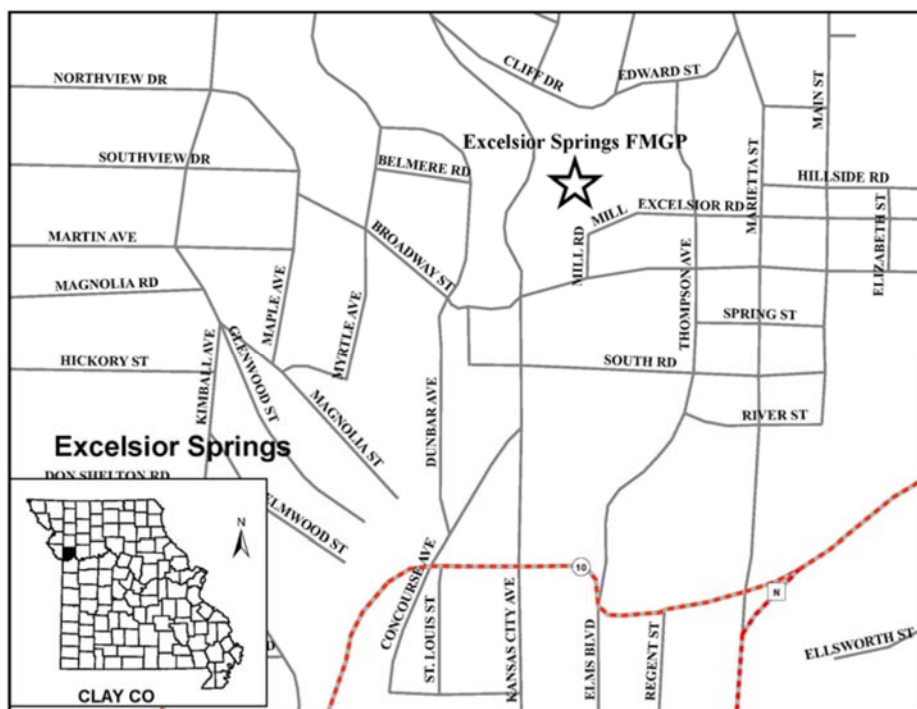 CLIFF DR
EDWARD ST
MAIN ST
NORTHVIEW DR
Excelsior Springs FMGP
MARIETTA ST
SOUTHVIEW DR
BELMERE RD
HILLSIDE RD
MILL
EXCELSIOR RD
ELIZABETH ST
MARTIN AVE
BROADWAY ST
MILL RD
THOMPSON AVE
MAGNOLIA RD
MAPLE AVE
MYRTLE AVE
SPRING ST
HICKORY ST
KIMBALL AVE
GLENWOOD ST
SOUTH RD
MAGNOLIA ST
DUNBAR AVE
RIVER ST
Excelsior Springs
DON SHELTON RD
ELMWOOD ST
N
CONCOURSE AVE
10
N
ST. LOUIS ST
KANSAS CITY AVE
ELMS BLVD
REGENT ST
ELLSWORTH ST
CLAY CO